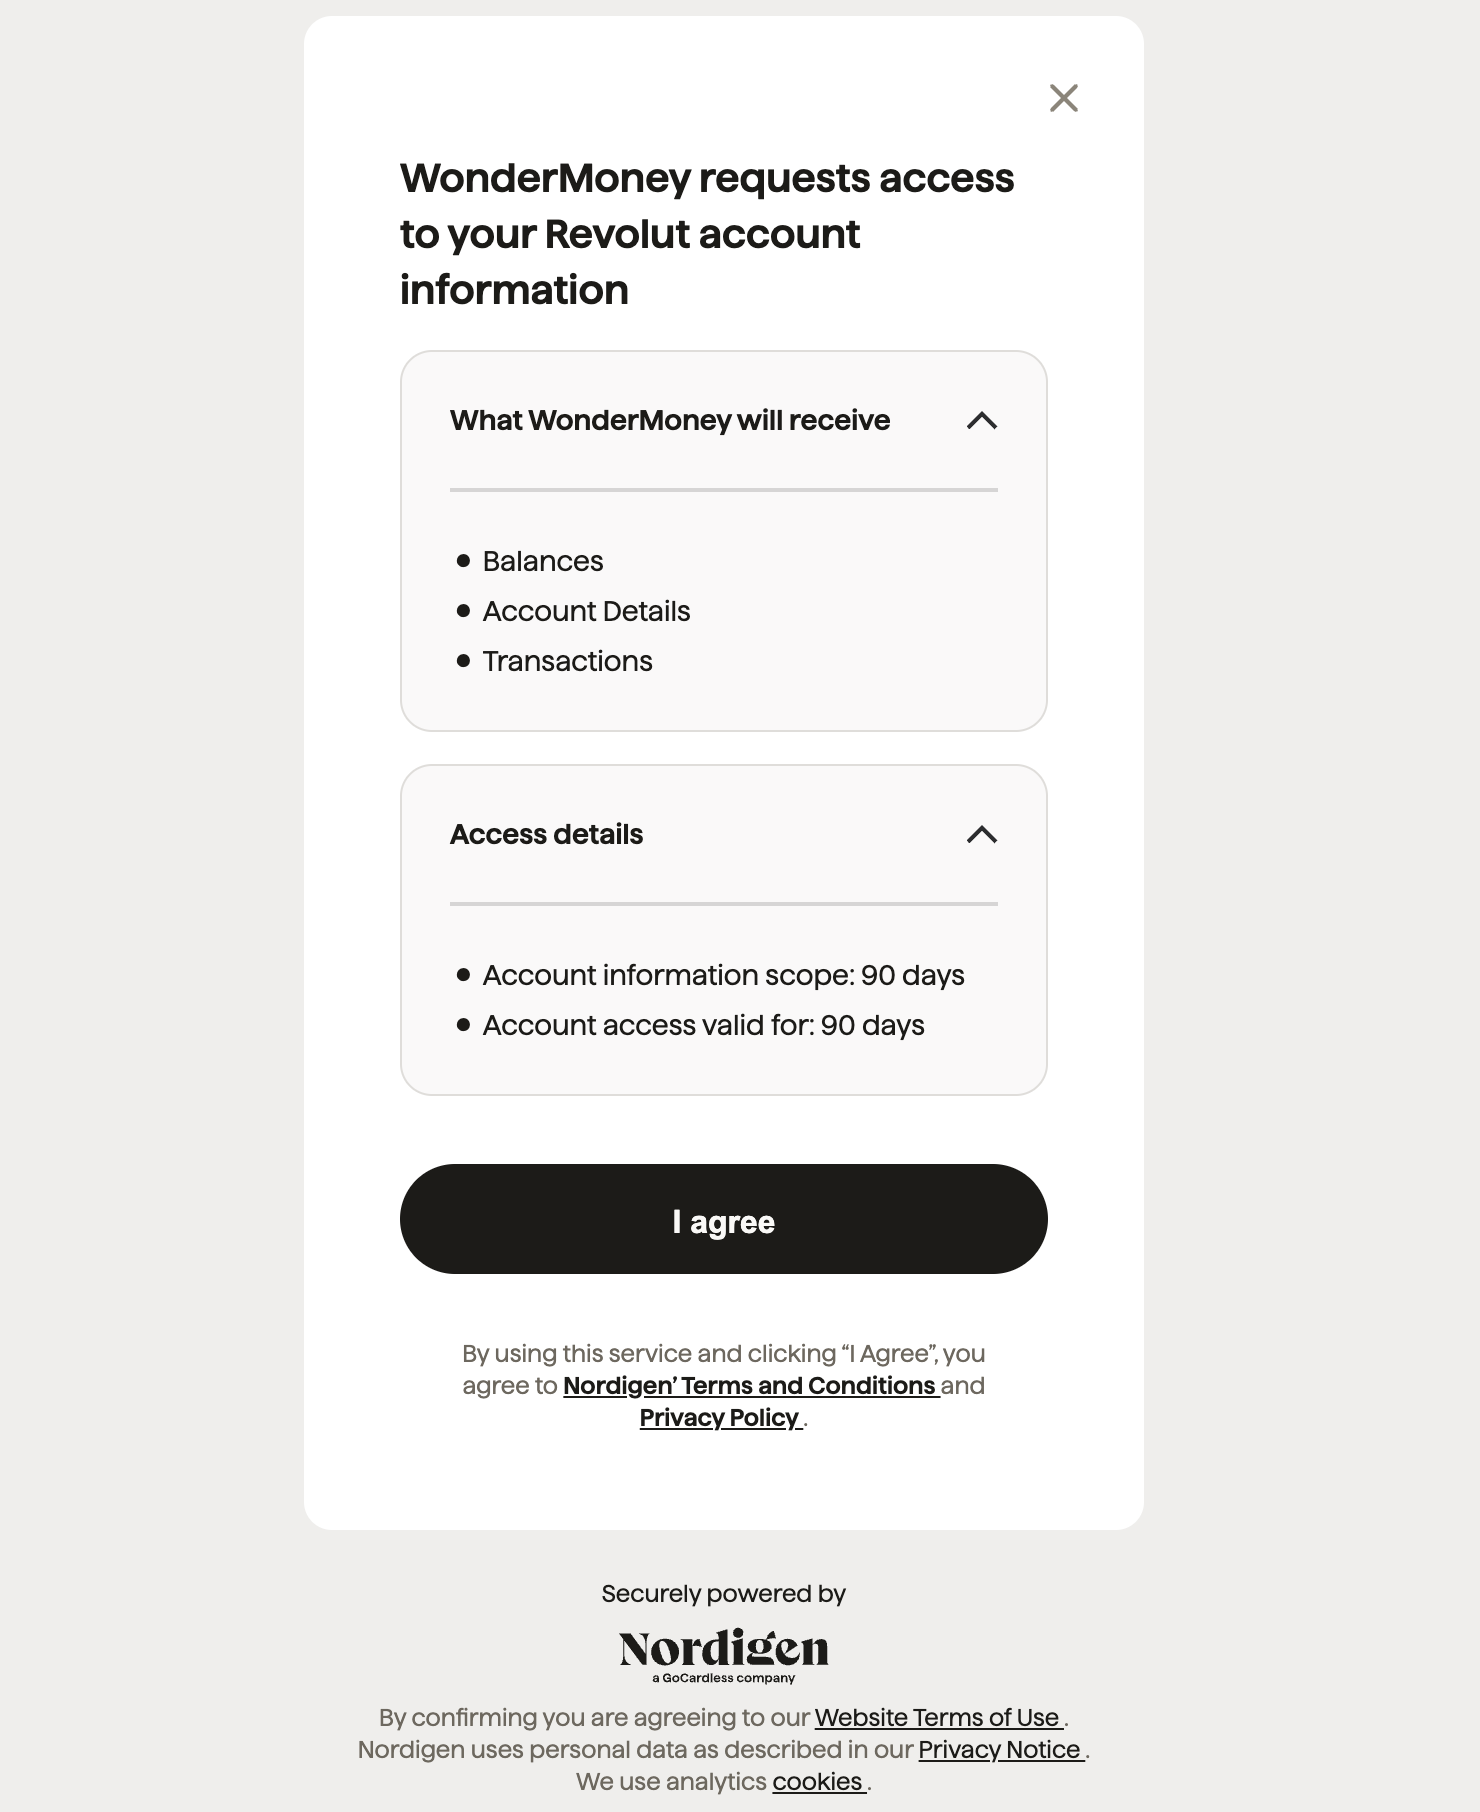 WonderMoney requests access
to your Revolut account
information
What WonderMoney will receive
Balances
Account Details
Transactions
Access details
Account information scope: 90 days
Account access valid for: 90 days
I agree
By using this service and clicking “I Agree”, you
agree to Nordigen’ Terms and Conditions and
Privacy Policy .
Securely powered by
Nordigen
a GoCardless company
By confirming you are agreeing to our Website Terms of Use .
Nordigen uses personal data as described in our Privacy Notice .
We use analytics cookies .